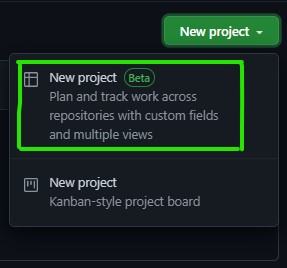 New project
New project Beta
Plan and track work across
repositories with custom fields
and multiple views
New project
Kanban-style project board